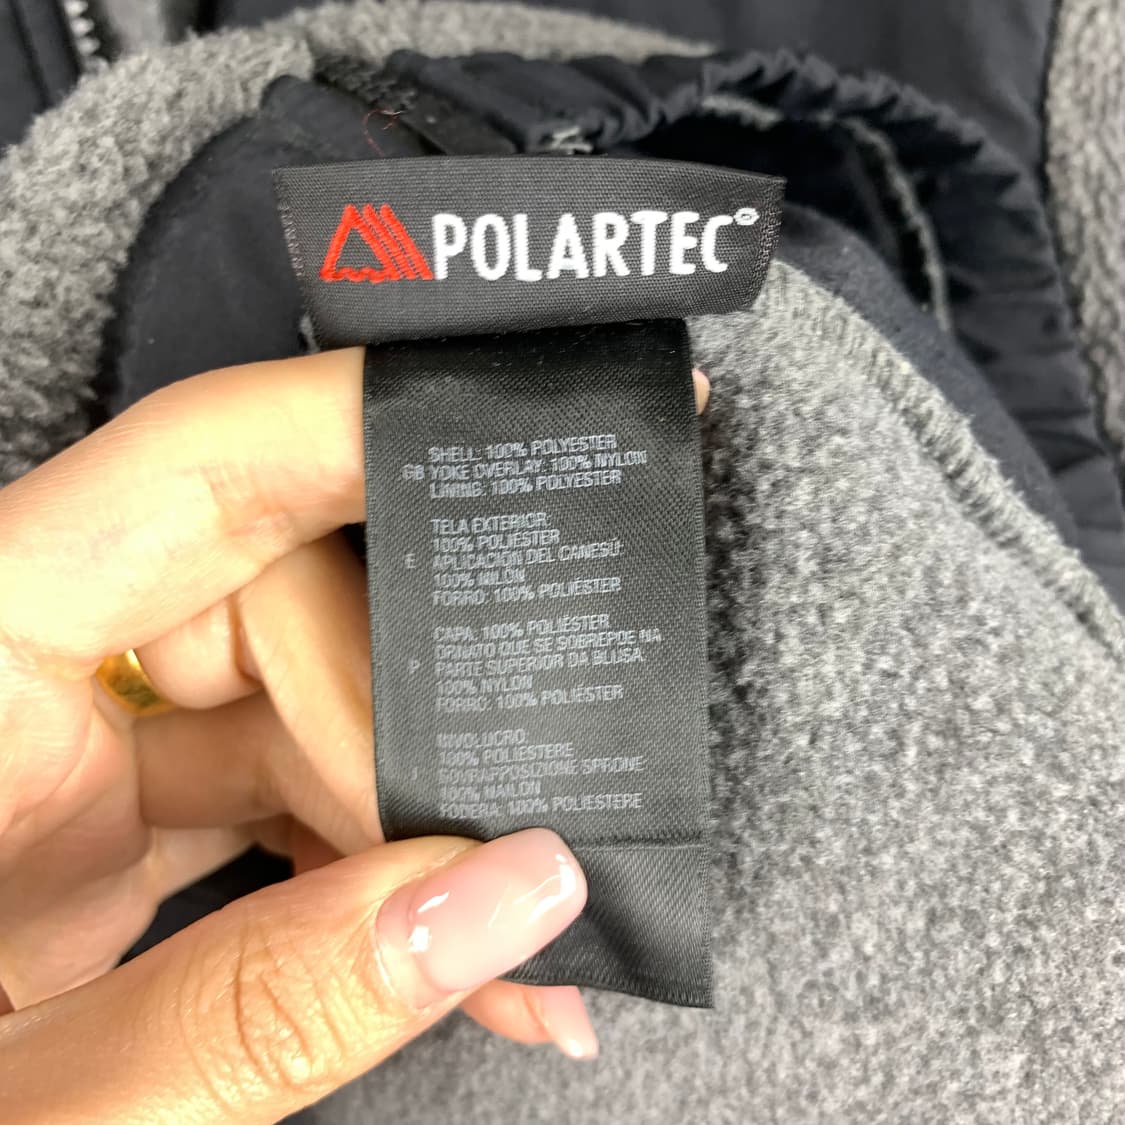 POLARTEC
SHELL: 100% POLYESTER
GB YOKE OVERLAY: 100% NYLON
LINING: 100% POLYESTER
TELA EXTERIOR:
100% POLIÉSTER
E APLICACIÓN DEL CANESÚ:
100% NILÓN
FORRO: 100% POLIÉSTER
CAPA: 100% POLIÉSTER
ORNATO QUE SE SOBREPOE NA
P PARTE SUPERIOR DA BLUSA:
100% NYLON
FORRO: 100% POLIÉSTER
INVOLUCRO:
100% POLIESTERE
I SOVRAPPOSIZIONE SPRONE
100% NAILON
FODERA: 100% POLIESTERE